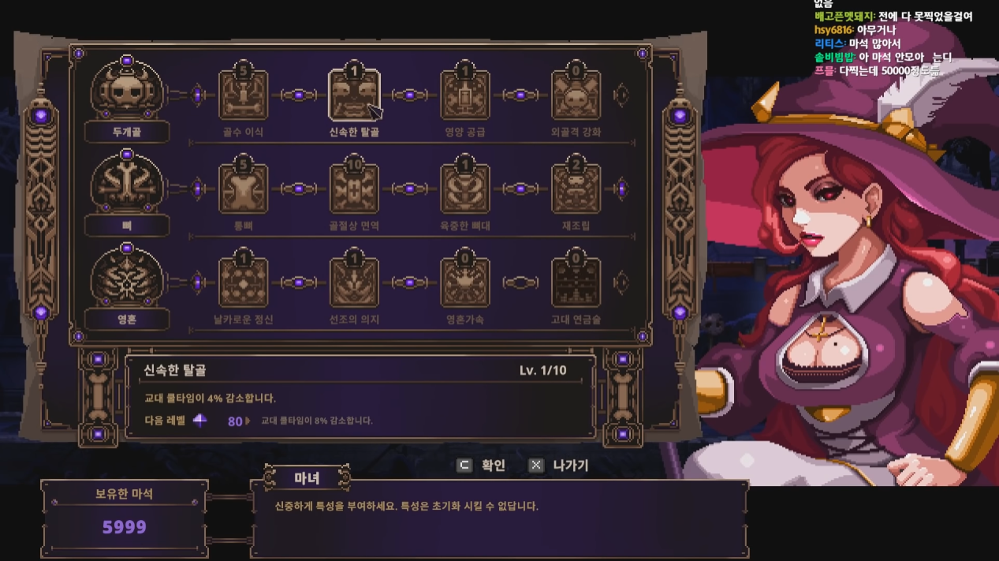 없음
배고픈멧돼지: 전에 다 못찍었을걸여
hsy6816: 아무거나
리티스: 마석 많아서
솥비빔밥: 아 마석 안모아 는디
프믈: 다찍는데 50000정도듦
5 1 1 0
두개골 골수 이식 신속한 탈골 영양 공급 외골격 강화
5 10 1 2
뼈 통뼈 골절상 면역 육중한 뼈대 재조립
1 1 0 0
영혼 날카로운 정신 선조의 의지 영혼가속 고대 연금술
신속한 탈골 Lv. 1/10
교대 쿨타임이 4% 감소합니다.
다음 레벨 80 교대 쿨타임이 8% 감소합니다.
C 확인 X 나가기
마녀
보유한 마석
5999
신중하게 특성을 부여하세요. 특성은 초기화 시킬 수 없답니다.